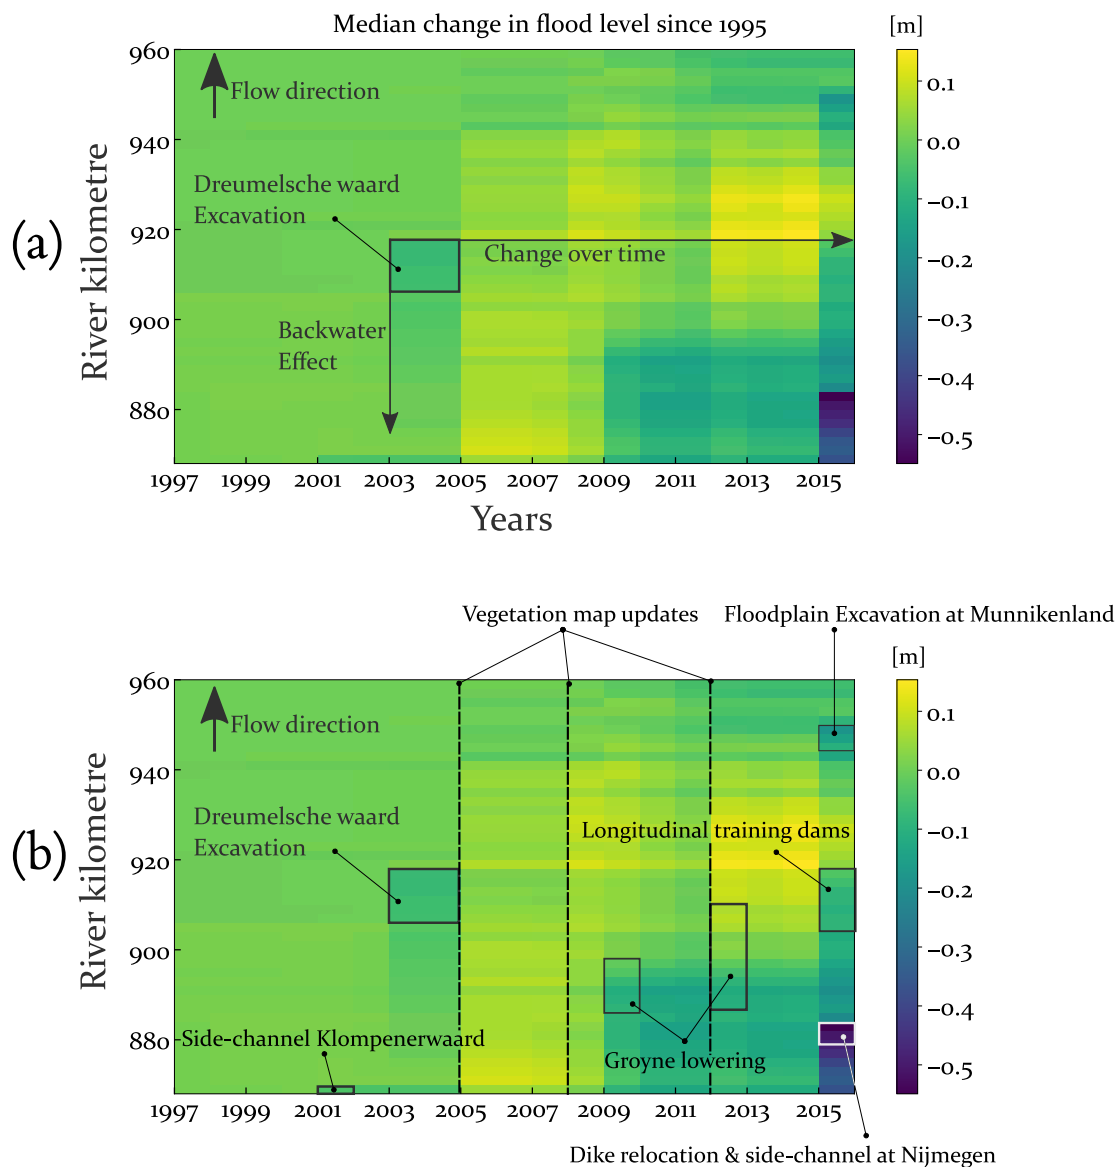 Median change in flood level since 1995
[m]
960
940
920
900
880
Flow direction
Dreumelsche waard
Excavation
Change over time
Backwater
Effect
0.1
0.0
−0.1
−0.2
−0.3
−0.4
−0.5
(a)
River kilometre
1997 1999 2001 2003 2005 2007 2009 2011 2013 2015
Years
Vegetation map updates
Floodplain Excavation at Munnikenland
[m]
960
940
920
900
880
Flow direction
Dreumelsche waard
Excavation
Longitudinal training dams
Side-channel Klompenerwaard
Groyne lowering
0.1
0.0
−0.1
−0.2
−0.3
−0.4
−0.5
(b)
River kilometre
1997 1999 2001 2003 2005 2007 2009 2011 2013 2015
Dike relocation & side-channel at Nijmegen